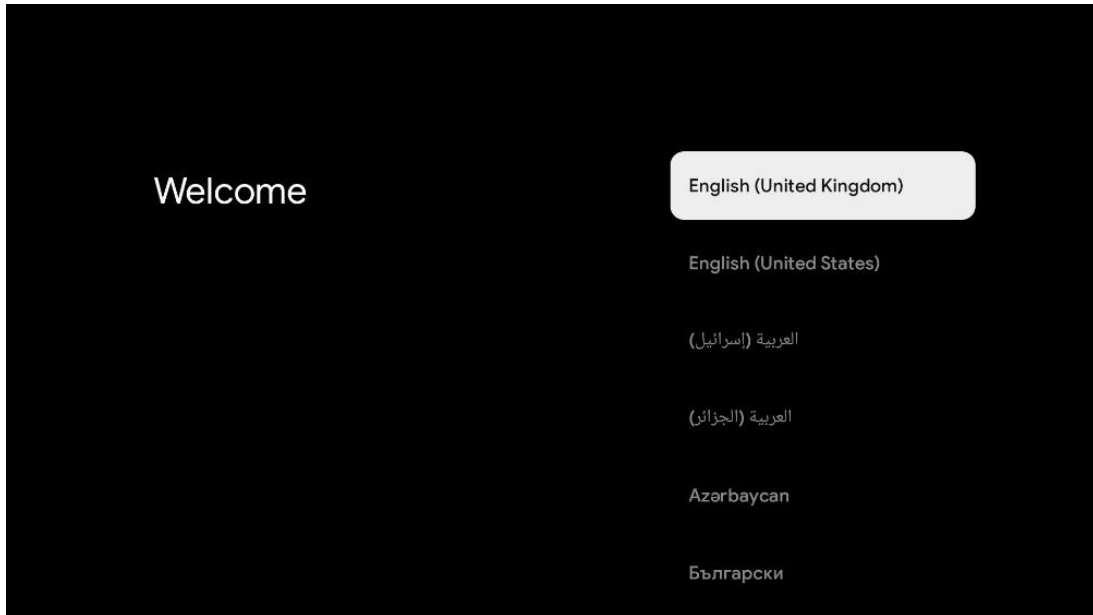 Welcome
English (United Kingdom)
English (United States)
العربية (إسرائيل)
العربية (الجزائر)
Azərbaycan
Български